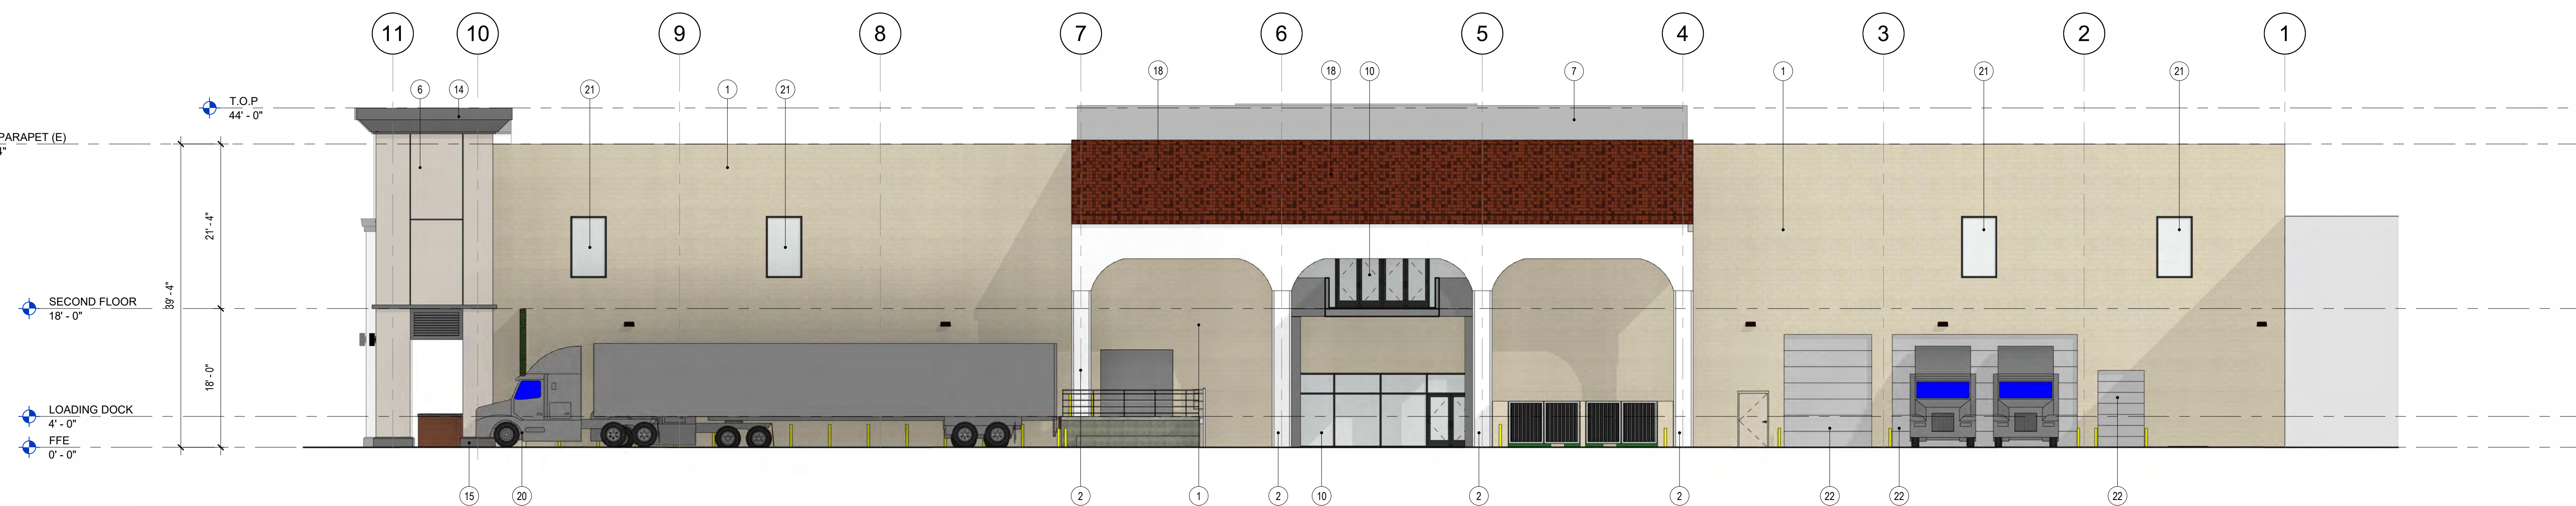 11 10 9 8 7 6 5 4 3 2 1
18 18 10 7 1 21 21
6 14 21 1 21
T.O.P
44' - 0"
PARAPET (E)
4"
21' - 4"
39' - 4"
SECOND FLOOR
18' - 0"
18' - 0"
LOADING DOCK
4' - 0"
FFE
0' - 0"
15 20 2 1 2 10 2 2 22 22 22